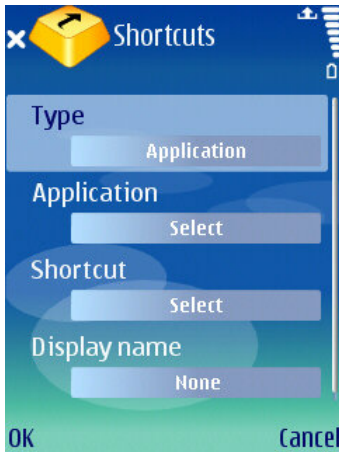 Shortcuts
Type
Application
Application
Select
Shortcut
Select
Display name
None
OK Cancel